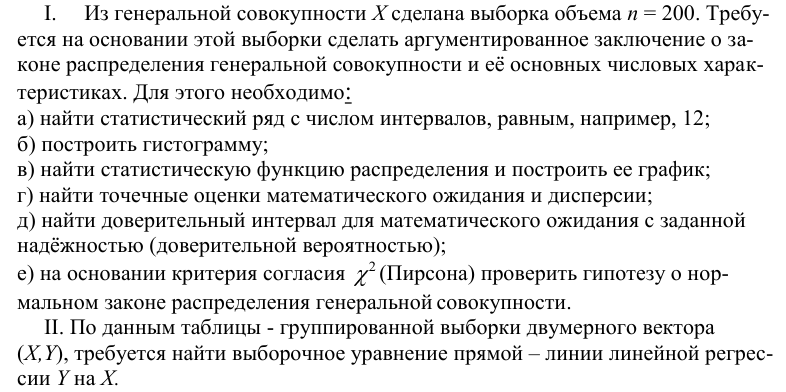 I. Из генеральной совокупности X сделана выборка объема n = 200. Требу-
ется на основании этой выборки сделать аргументированное заключение о за-
коне распределения генеральной совокупности и её основных числовых харак-
теристиках. Для этого необходимо:
а) найти статистический ряд с числом интервалов, равным, например, 12;
б) построить гистограмму;
в) найти статистическую функцию распределения и построить ее график;
г) найти точечные оценки математического ожидания и дисперсии;
д) найти доверительный интервал для математического ожидания с заданной
надёжностью (доверительной вероятностью);
е) на основании критерия согласия χ² (Пирсона) проверить гипотезу о нор-
мальном законе распределения генеральной совокупности.
II. По данным таблицы - группированной выборки двумерного вектора
(X,Y), требуется найти выборочное уравнение прямой – линии линейной регрес-
сии Y на X.